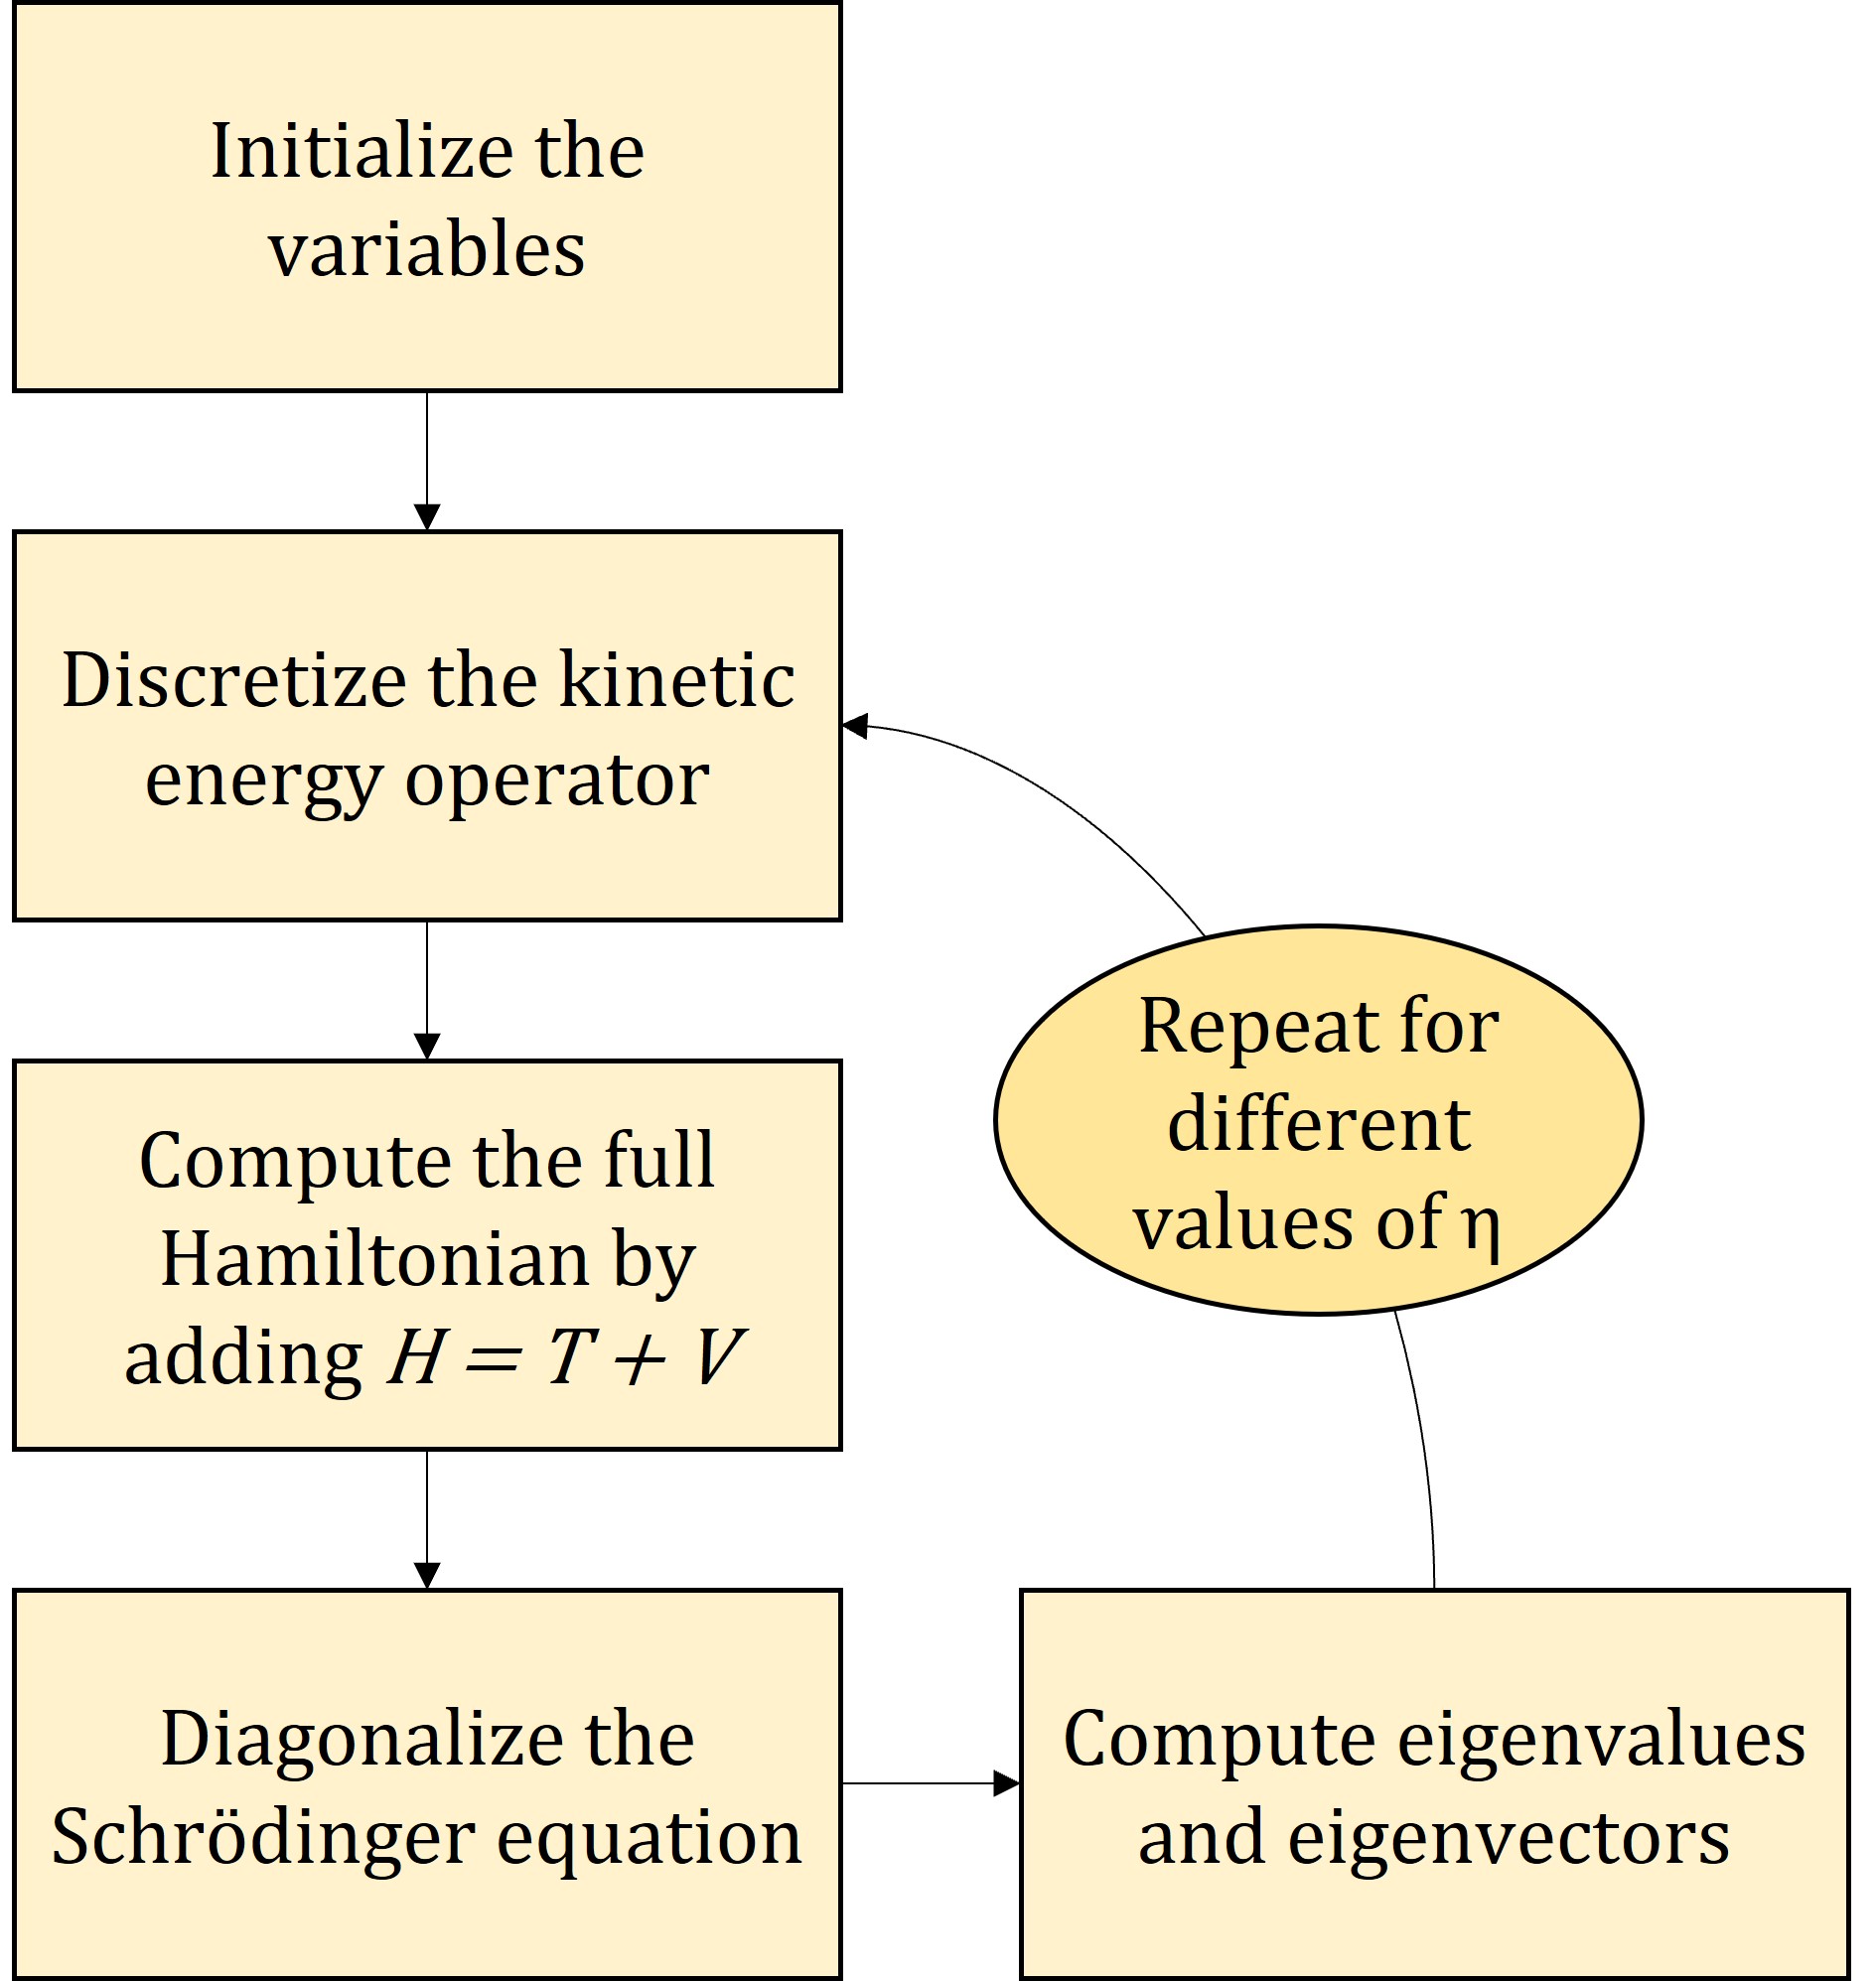 Initialize the
variables
Discretize the kinetic
energy operator
Compute the full
Hamiltonian by
adding H = T + V
Diagonalize the
Schrödinger equation
Compute eigenvalues
and eigenvectors
Repeat for
different
values of η